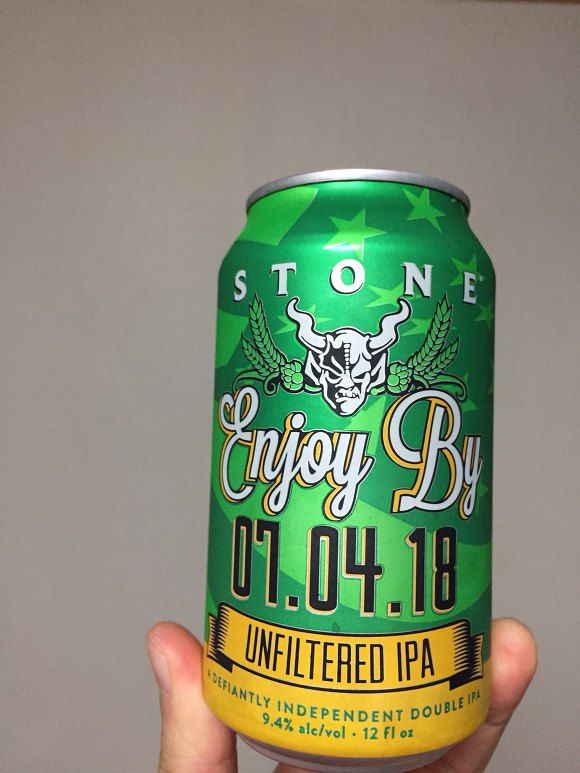 STONE
Enjoy By
07.04.18
UNFILTERED IPA
A DEFIANTLY INDEPENDENT DOUBLE IPA
9.4% alc/vol · 12 fl oz